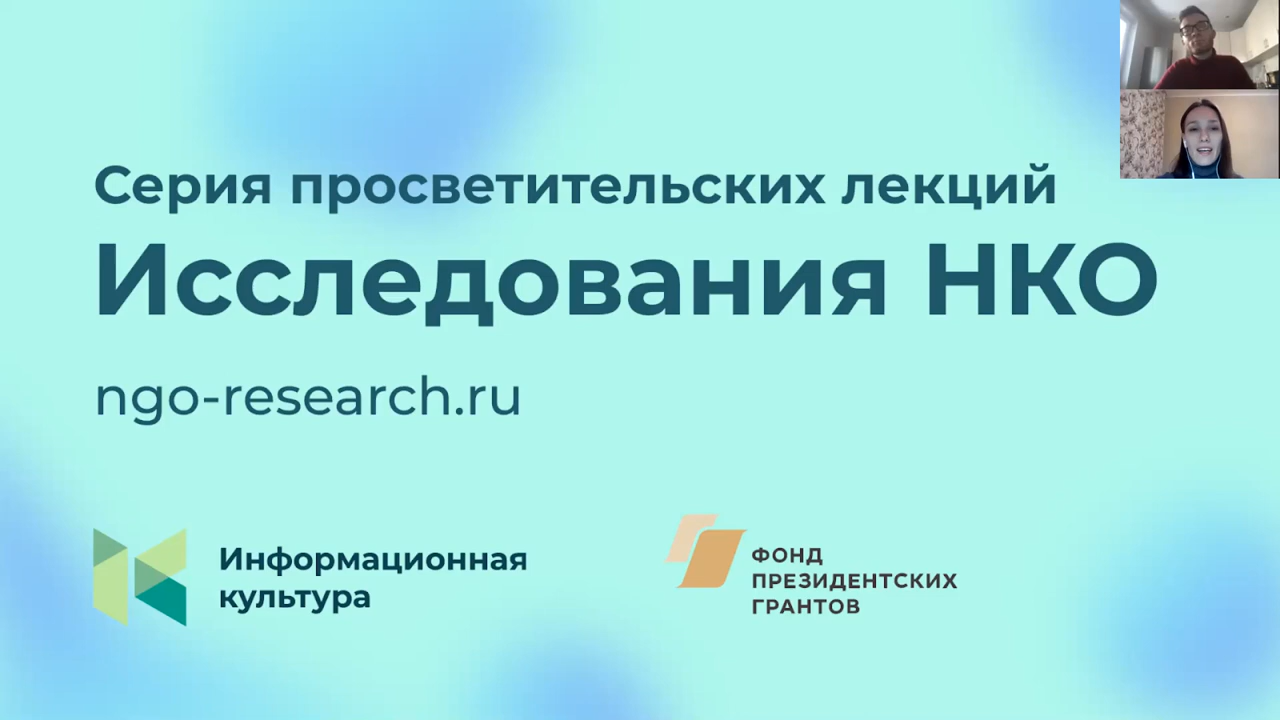 Серия просветительских лекций
Исследования НКО
ngo-research.ru
Информационная
культура
ФОНД
ПРЕЗИДЕНТСКИХ
ГРАНТОВ